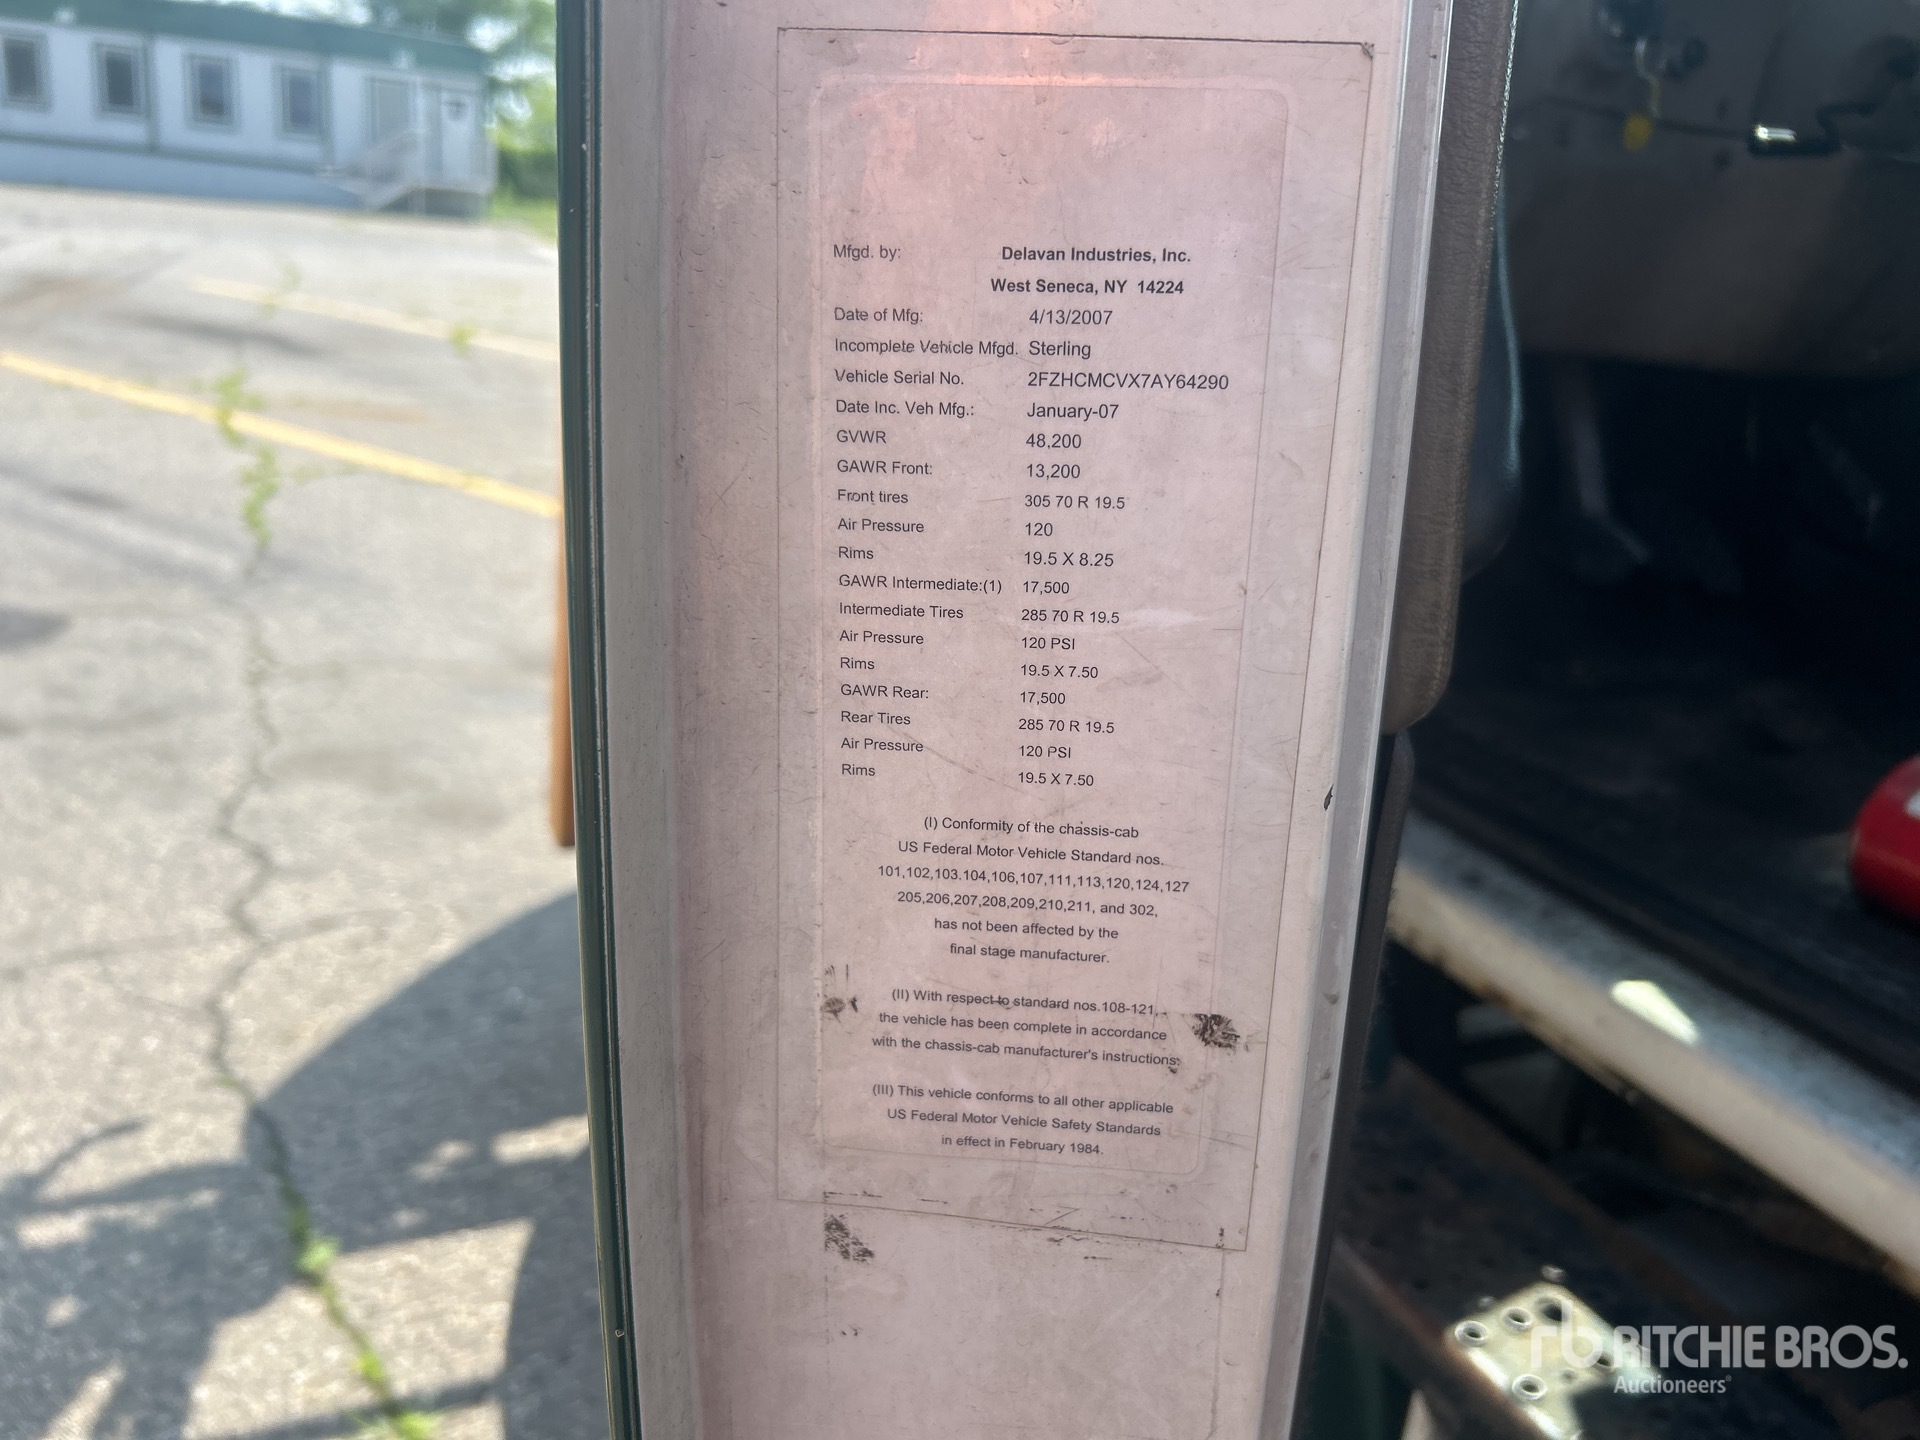 Mfgd. by: Delavan Industries, Inc.
West Seneca, NY 14224
Date of Mfg: 4/13/2007
Incomplete Vehicle Mfgd. Sterling
Vehicle Serial No. 2FZHCMCVX7AY64290
Date Inc. Veh Mfg.: January-07
GVWR 48,200
GAWR Front: 13,200
Front tires 305 70 R 19.5
Air Pressure 120
Rims 19.5 X 8.25
GAWR Intermediate:(1) 17,500
Intermediate Tires 285 70 R 19.5
Air Pressure 120 PSI
Rims 19.5 X 7.50
GAWR Rear: 17,500
Rear Tires 285 70 R 19.5
Air Pressure 120 PSI
Rims 19.5 X 7.50
(I) Conformity of the chassis-cab
US Federal Motor Vehicle Standard nos.
101,102,103.104,106,107,111,113,120,124,127
205,206,207,208,209,210,211, and 302,
has not been affected by the
final stage manufacturer.
(II) With respect to standard nos.108-121,
the vehicle has been complete in accordance
with the chassis-cab manufacturer's instructions.
(III) This vehicle conforms to all other applicable
US Federal Motor Vehicle Safety Standards
in effect in February 1984.
rb RITCHIE BROS.
Auctioneers®